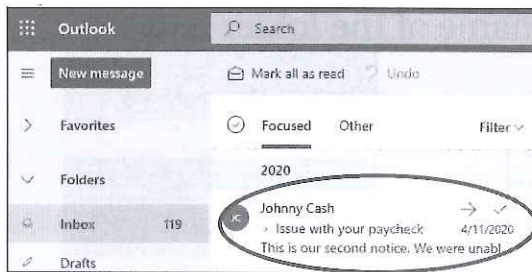 Outlook
Search
New message
Mark all as read
Undo
Favorites
Focused Other Filter
2020
Folders
JC
Johnny Cash
Issue with your paycheck 4/11/2020
This is our second notice. We were unabl
Inbox 119
Drafts